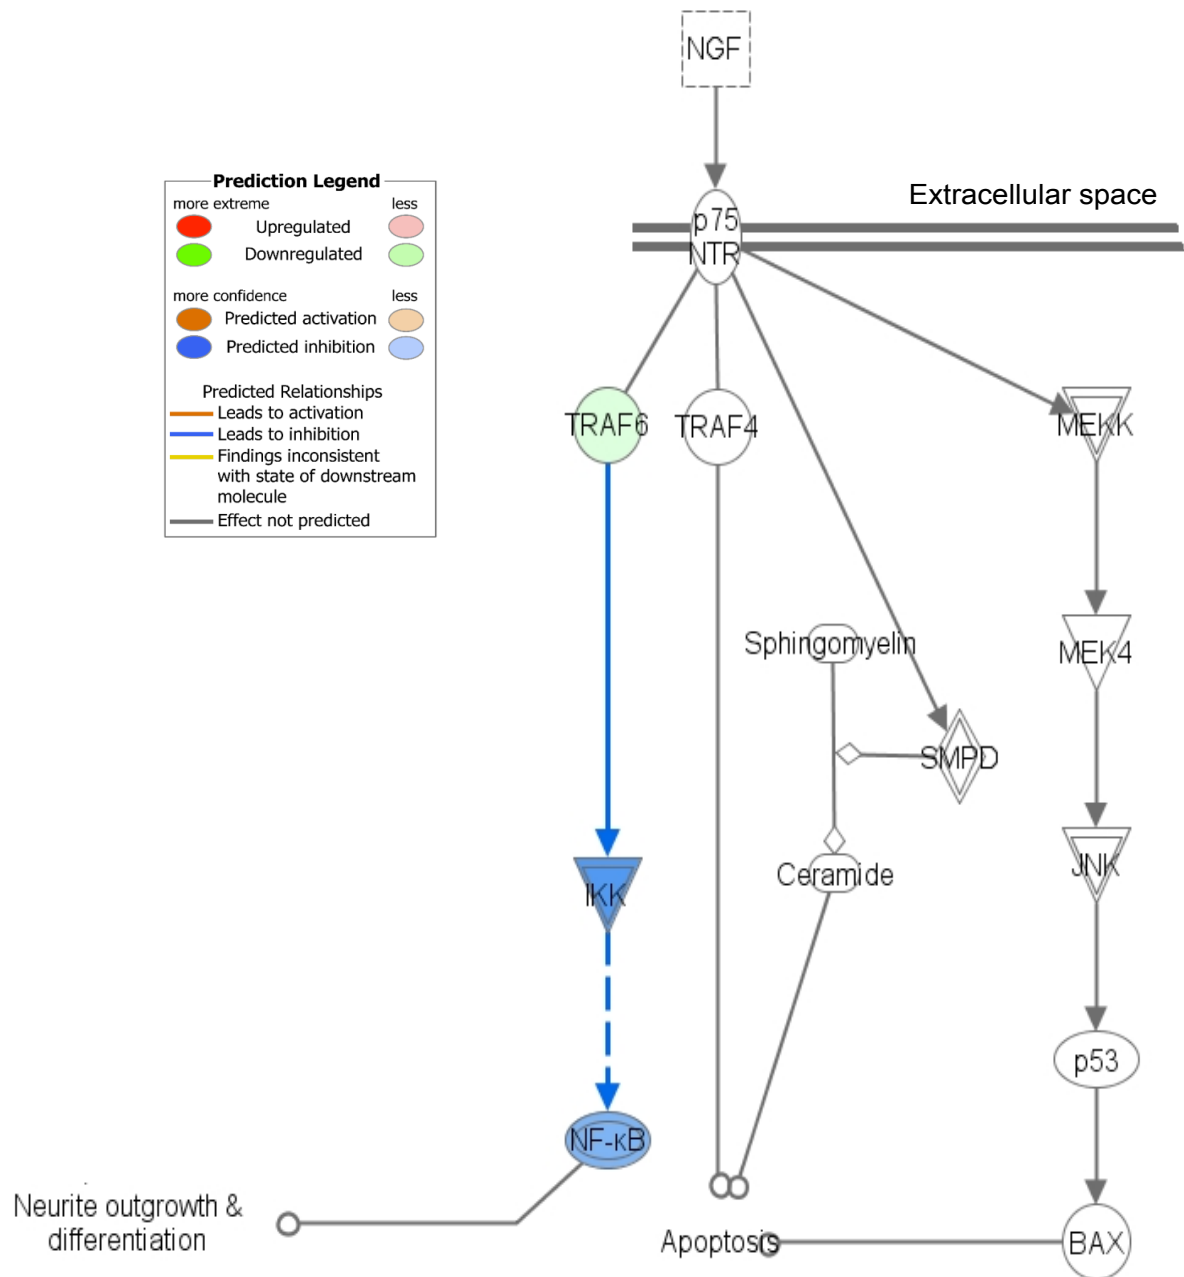 NGF
Extracellular space
p75
NTR
Prediction Legend
more extreme less
Upregulated
Downregulated
more confidence less
Predicted activation
Predicted inhibition
Predicted Relationships
Leads to activation
Leads to inhibition
Findings inconsistent
with state of downstream
molecule
Effect not predicted
TRAF6
TRAF4
MEKK
Sphingomyelin
MEK4
SMPD
Ceramide
JNK
IKK
p53
NF-κB
Neurite outgrowth &
differentiation
Apoptosis
BAX